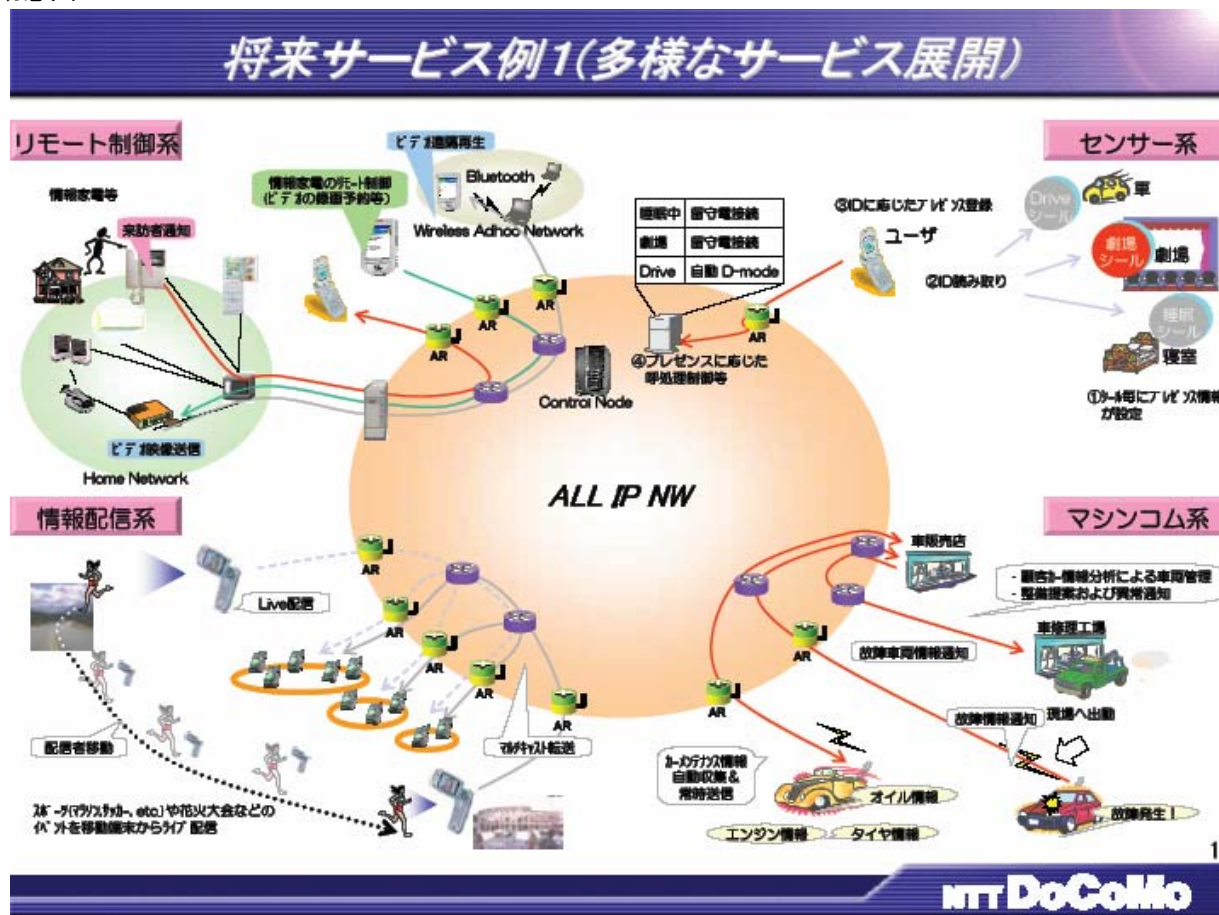 将来サービス例1(多様なサービス展開)
リモート制御系
情報家電等
来訪者通知
情報家電のリモート制御
(ビデオの録画予約等)
ビデオ遠隔再生
Bluetooth
Wireless Adhoc Network
AR
AR
AR
ビデオ映像送信
Home Network
センサー系
睡眠中 留守電接続
劇場 留守電接続
Drive 自動 D-mode
③IDに応じたプレゼンス登録
ユーザ
②ID読み取り
Drive
シール
車
劇場
シール
劇場
睡眠
シール
寝室
①シール毎にプレゼンス情報
が設定
AR
④プレゼンスに応じた
呼処理制御等
Control Node
ALL IP NW
情報配信系
Live配信
AR
AR
AR
AR
AR
マルチキャスト転送
配信者移動
スポーツ(マラソン,サッカー, etc.)や花火大会などの
イベントを移動端末からライブ配信
マシンコム系
車販売店
- 顧客カー情報分析による車両管理
- 整備提案および異常通知
車修理工場
故障車両情報通知
AR
AR
故障情報通知
現場へ出動
カーメンテナンス情報
自動収集&
常時送信
オイル情報
エンジン情報
タイヤ情報
故障発生!
1
NTT DoCoMo